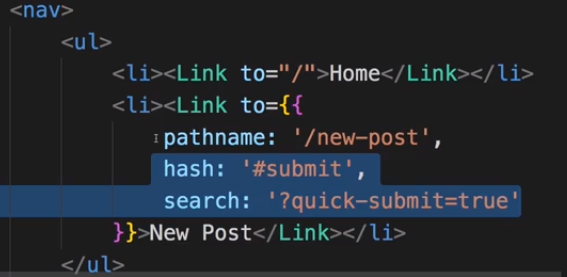 <nav>
<ul>
<li><Link to="/">Home</Link></li>
<li><Link to={{
pathname: '/new-post',
hash: '#submit',
search: '?quick-submit=true'
}}>New Post</Link></li>
</ul>